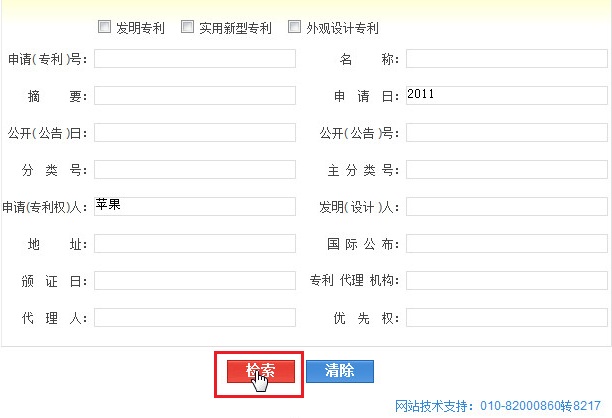 发明专利 实用新型专利 外观设计专利
申请(专利)号: 名 称:
摘 要: 申 请 日: 2011
公开(公告)日: 公开(公告)号:
分 类 号: 主 分 类 号:
申请(专利权)人: 苹果 发明(设计)人:
地 址: 国 际 公 布:
颁 证 日: 专利 代理 机构:
代 理 人: 优 先 权:
检索 清除
网站技术支持: 010-82000860转8217